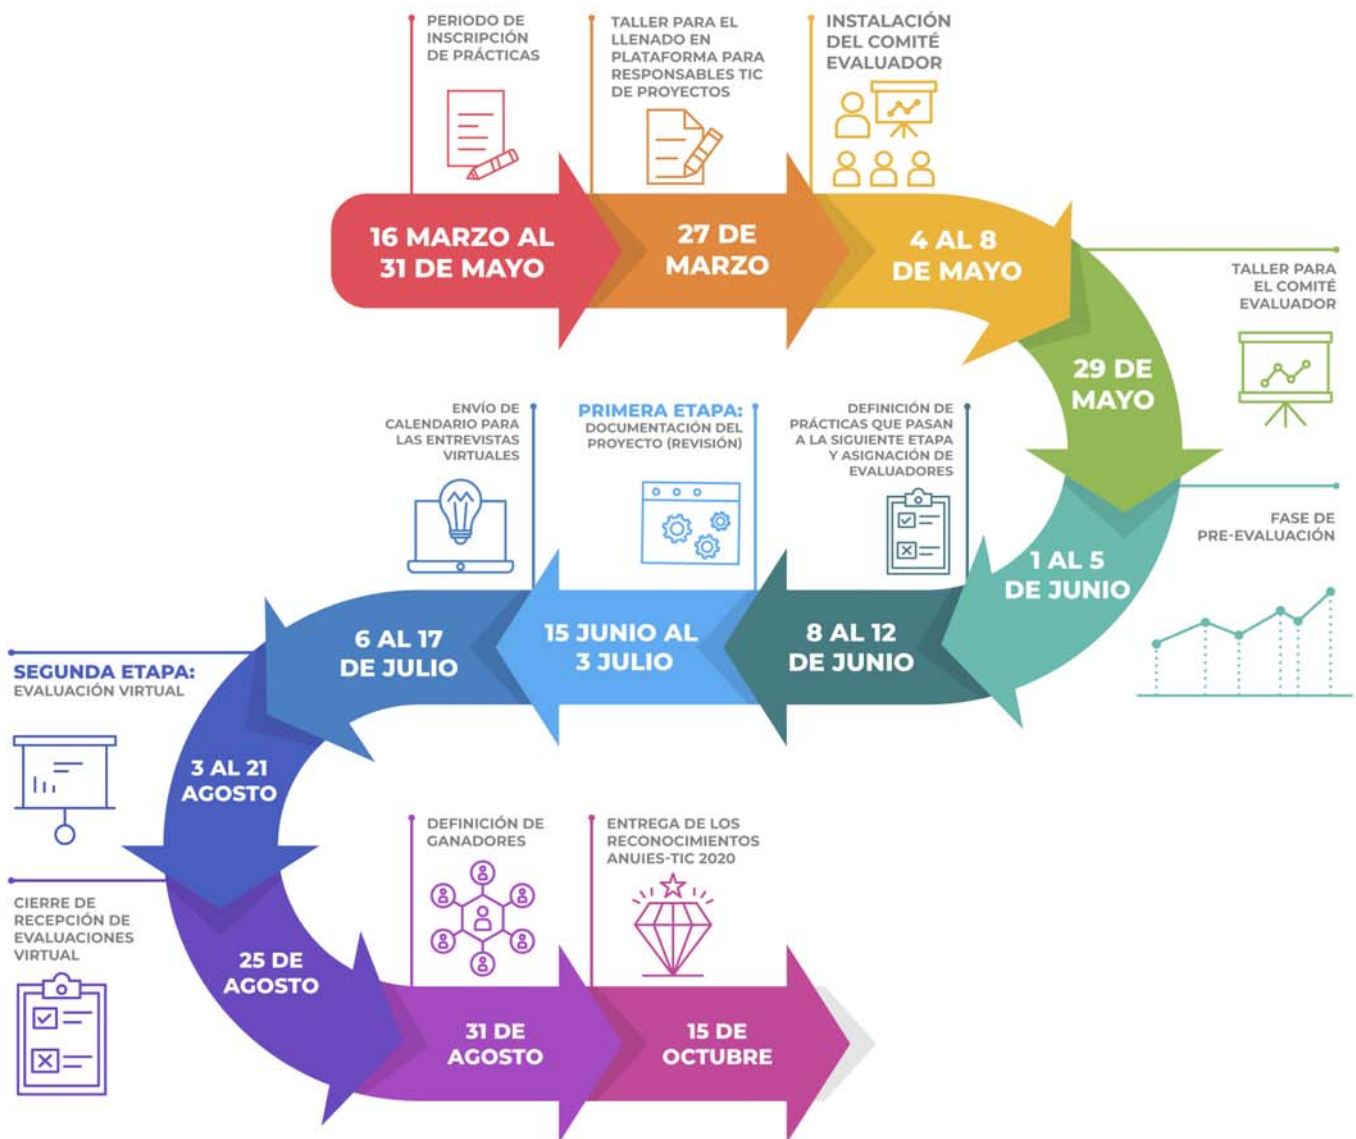 PERIODO DE
INSCRIPCIÓN
DE PRÁCTICAS
16 MARZO AL
31 DE MAYO
TALLER PARA EL
LLENADO EN
PLATAFORMA PARA
RESPONSABLES TIC
DE PROYECTOS
27 DE
MARZO
INSTALACIÓN
DEL COMITÉ
EVALUADOR
4 AL 8
DE MAYO
TALLER PARA
EL COMITÉ
EVALUADOR
29 DE
MAYO
FASE DE
PRE-EVALUACIÓN
1 AL 5
DE JUNIO
DEFINICIÓN DE
PRÁCTICAS QUE PASAN
A LA SIGUIENTE ETAPA
Y ASIGNACIÓN DE
EVALUADORES
8 AL 12
DE JUNIO
PRIMERA ETAPA:
DOCUMENTACIÓN DEL
PROYECTO (REVISIÓN)
15 JUNIO AL
3 JULIO
ENVÍO DE
CALENDARIO PARA
LAS ENTREVISTAS
VIRTUALES
6 AL 17
DE JULIO
SEGUNDA ETAPA:
EVALUACIÓN VIRTUAL
3 AL 21
AGOSTO
CIERRE DE
RECEPCIÓN DE
EVALUACIONES
VIRTUAL
25 DE
AGOSTO
DEFINICIÓN DE
GANADORES
31 DE
AGOSTO
ENTREGA DE LOS
RECONOCIMIENTOS
ANUIES-TIC 2020
15 DE
OCTUBRE